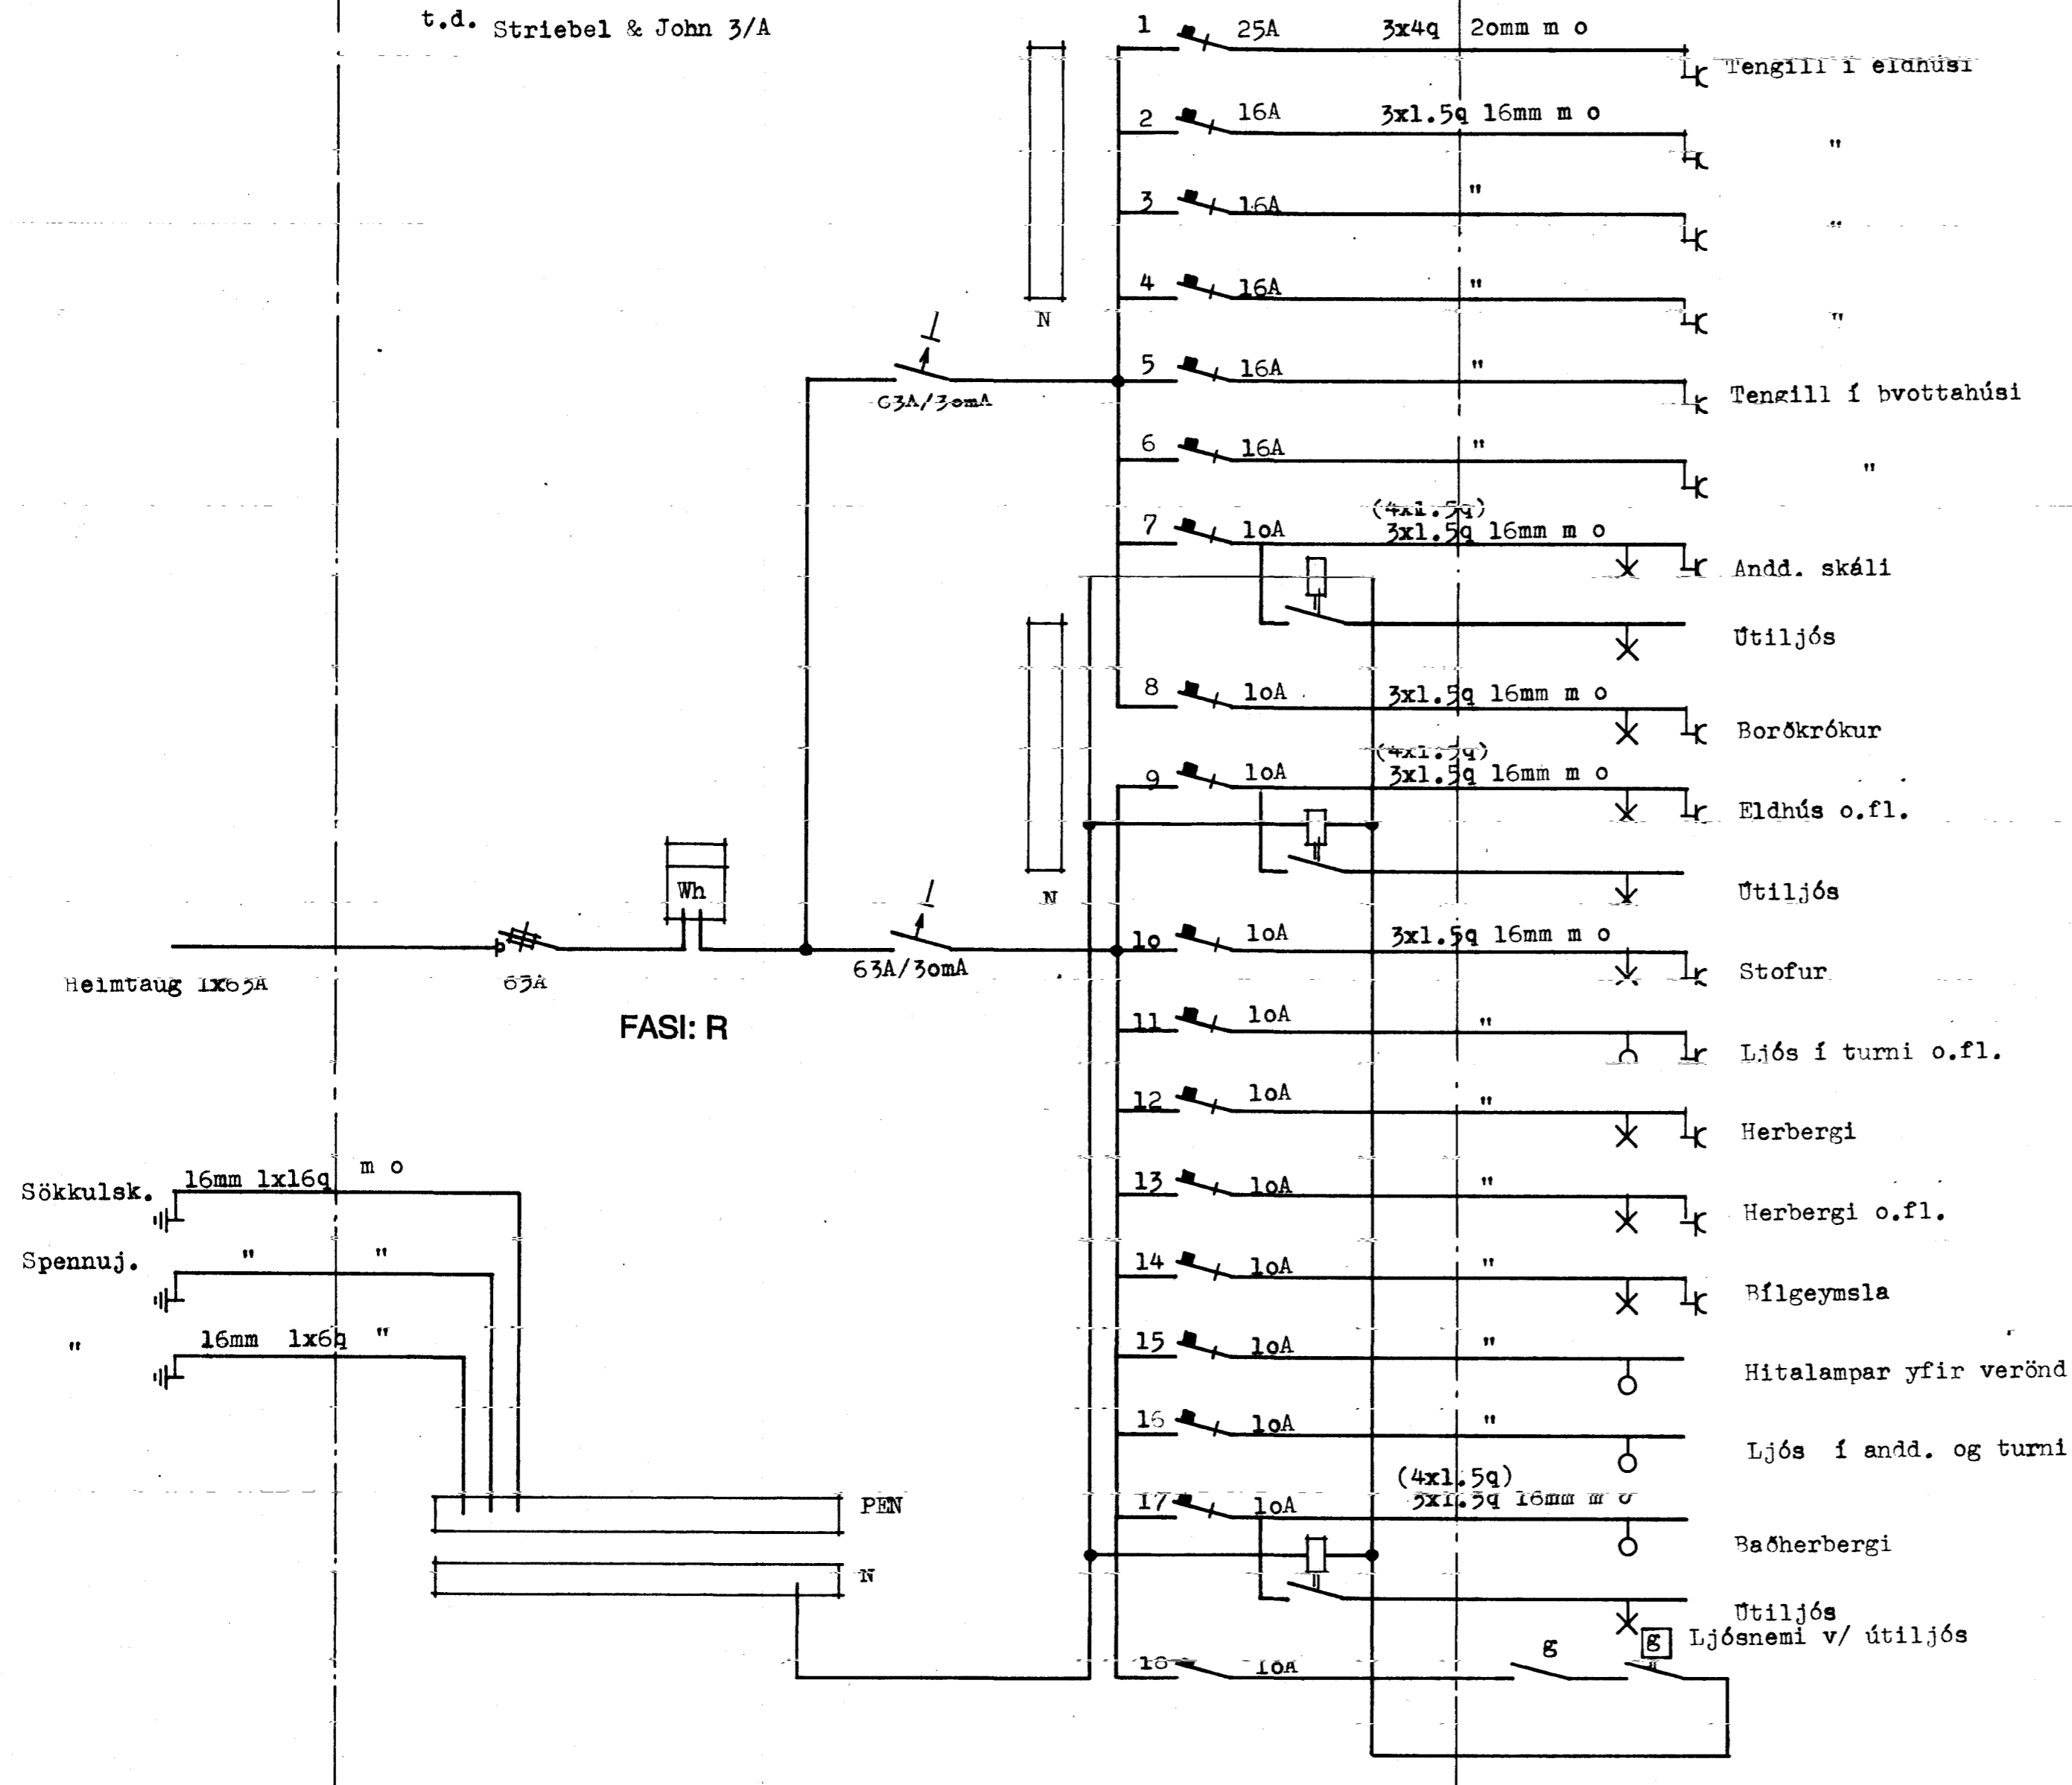 t.d. Striebel & John 3/A
1 25A 3x4q 2omm m o
Tengill í eldhúsi
2 16A 3x1.5q 16mm m o "
3 16A " "
4 16A " "
N
5 16A "
Tengill í þvottahúsi
63A/3omA
6 16A " "
(4x1.5q)
7 1oA 3x1.5q 16mm m o
Andd. skáli
Útiljós
8 1oA 3x1.5q 16mm m o
Borðkrókur
(4x1.5q)
9 1oA 3x1.5q 16mm m o
Eldhús o.fl.
Útiljós
N
Wh
1o 1oA 3x1.5q 16mm m o
Stofur
63A/3omA
63A
Heimtaug 1x63A
FASI: R
11 1oA "
Ljós í turni o.fl.
12 1oA "
Herbergi
13 1oA "
Herbergi o.fl.
14 1oA "
Bílgeymsla
15 1oA "
Hitalampar yfir verönd
16 1oA "
Ljós í andd. og turni
(4x1.5q)
17 1oA 3x1.5q 16mm m o
Baðherbergi
Útiljós
g Ljósnemi v/ útiljós
g
18 10A
Sökkulsk. 16mm 1x16q m o
Spennuj. " "
" 16mm 1x6q "
PEN
N